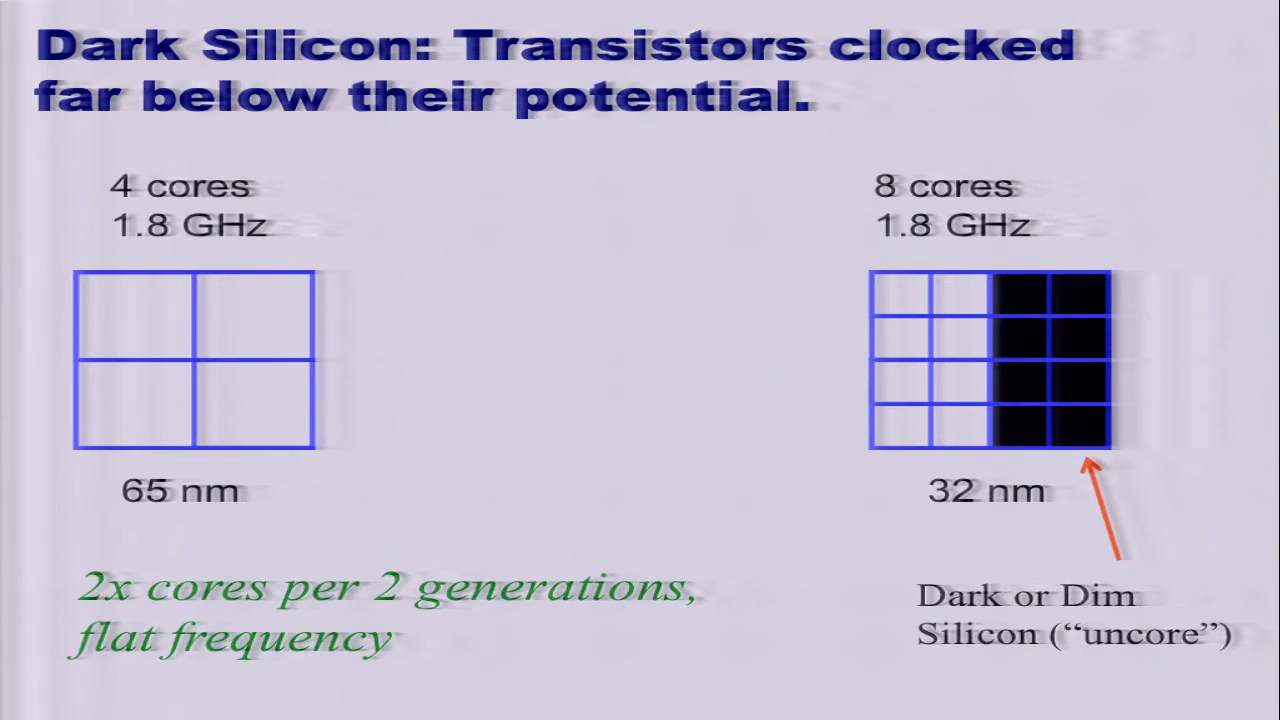 Dark Silicon: Transistors clocked
far below their potential.
4 cores
1.8 GHz
8 cores
1.8 GHz
65 nm
32 nm
2x cores per 2 generations,
flat frequency
Dark or Dim
Silicon (“uncore”)